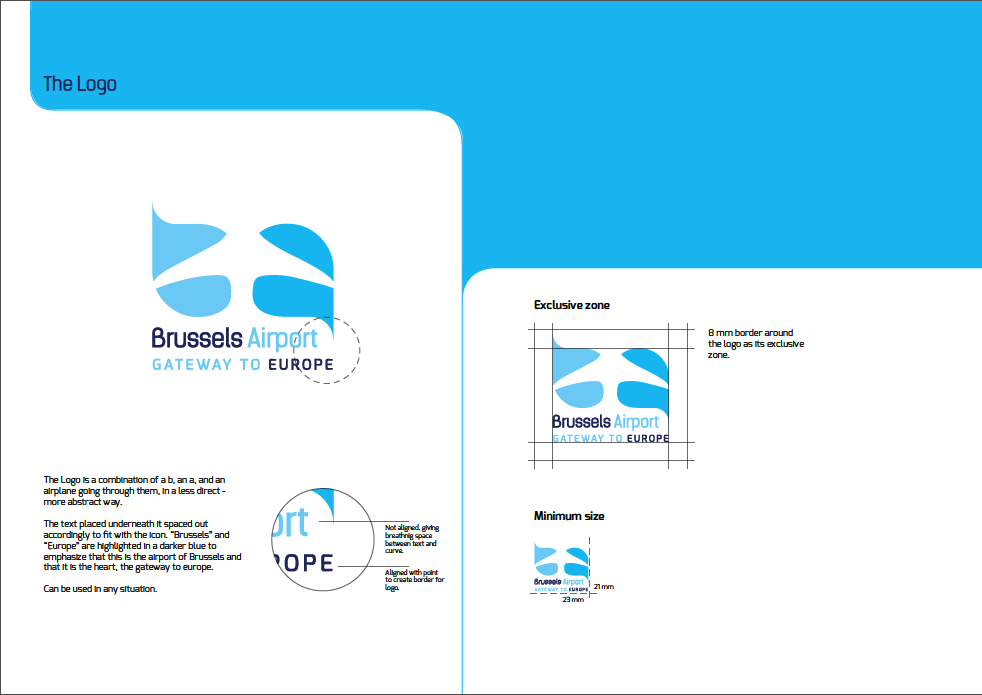 The Logo
Brussels Airport
GATEWAY TO EUROPE
The Logo is a combination of a b, an a, and an
airplane going through them, in a less direct -
more abstract way.
The text placed underneath it spaced out
accordingly to fit with the icon. "Brussels" and
"Europe" are highlighted in a darker blue to
emphasize that this is the airport of Brussels and
that it is the heart, the gateway to europe.
Can be used in any situation.
ort
OPE
Not aligned, giving
breathnig space
between text and
curve.
Aligned with point
to create border for
logo.
Exclusive zone
Brussels Airport
GATEWAY TO EUROPE
8 mm border around
the logo as its exclusive
zone.
Minimum size
Brussels Airport
GATEWAY TO EUROPE
21 mm
23 mm